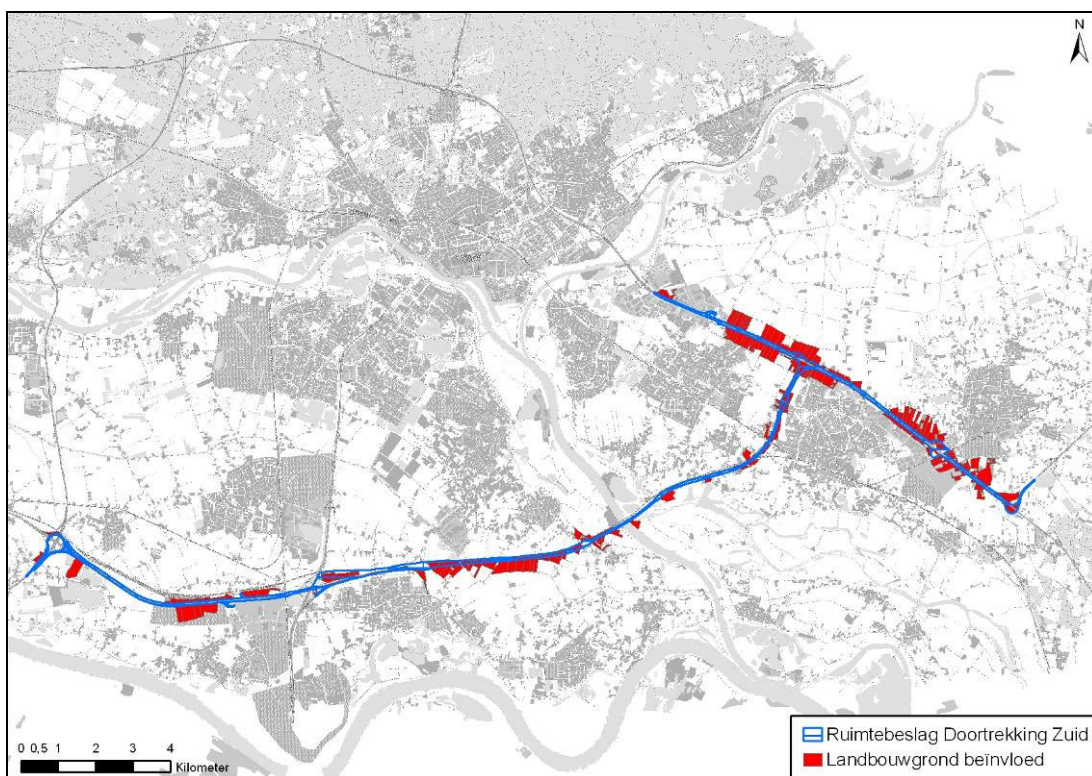 N
Ruimtebeslag Doortrekking Zuid
Landbouwgrond beïnvloed
0 0,5 1 2 3 4
Kilometer